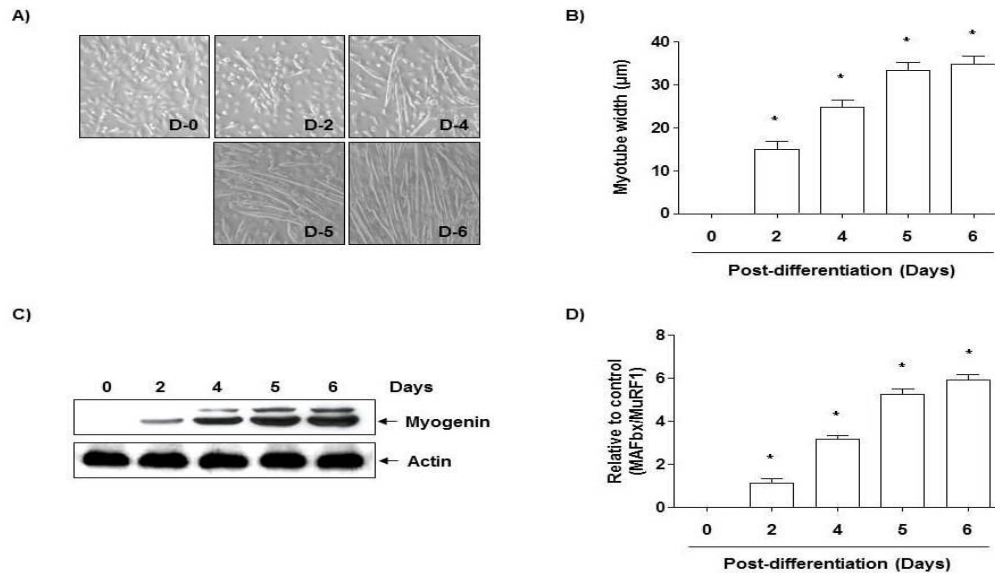 A)
D-0
D-2
D-4
D-5
D-6
B)
Myotube width (µm)
40
30
20
10
0
*
*
*
*
0 2 4 5 6
Post-differentiation (Days)
C)
0 2 4 5 6 Days
Myogenin
Actin
D)
Relative to control
(MAFbx/MuRF1)
8
6
4
2
0
*
*
*
*
0 2 4 5 6
Post-differentiation (Days)